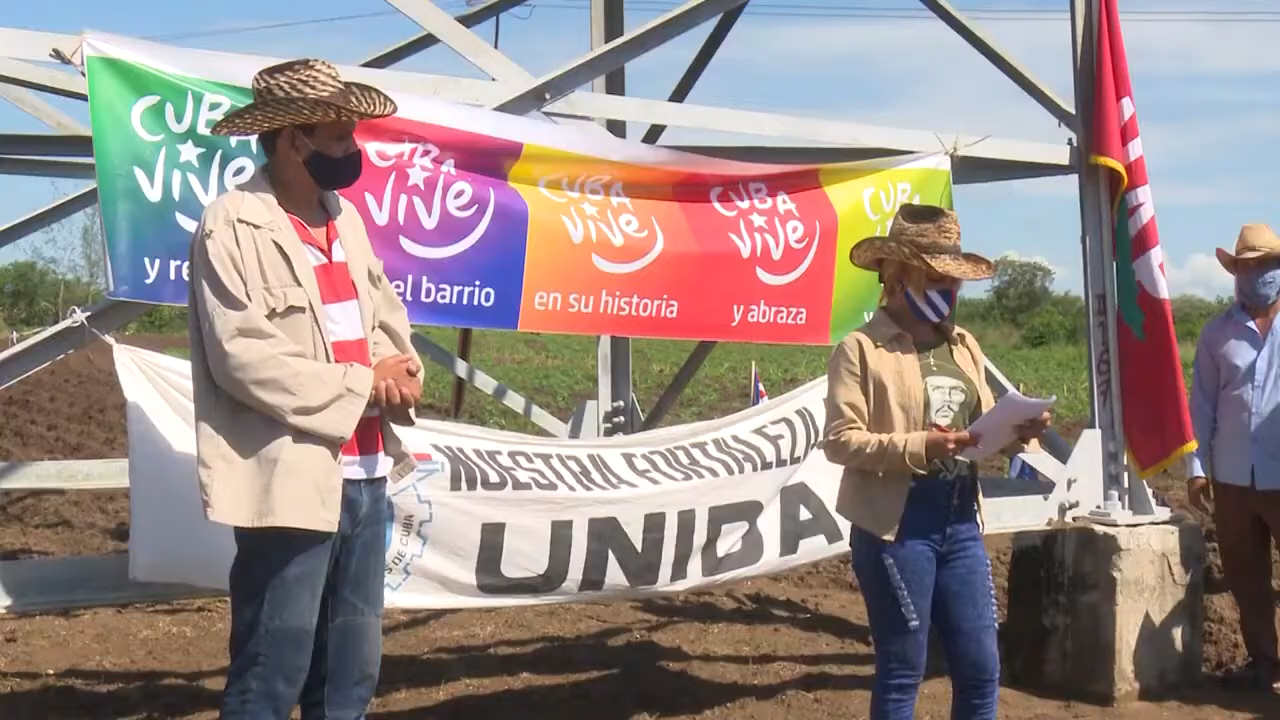 CUBA
ViVe
y
CUBA
ViVe
el barrio
CUBA
ViVe
en su historia
CUBA
ViVe
y abraza
CUBA
ViVe
NUESTRA FORTALEZA
UNIDA
S DE CUBA